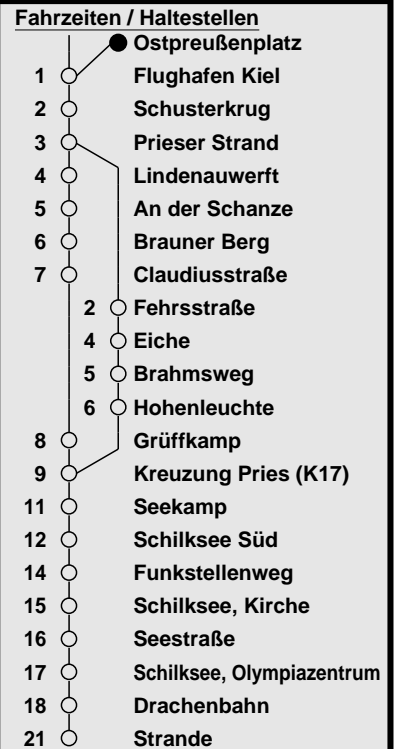 Fahrzeiten / Haltestellen
Ostpreußenplatz
1 Flughafen Kiel
2 Schusterkrug
3 Prieser Strand
4 Lindenauwerft
5 An der Schanze
6 Brauner Berg
7 Claudiusstraße
2 Fehrsstraße
4 Eiche
5 Brahmsweg
6 Hohenleuchte
8 Grüffkamp
9 Kreuzung Pries (K17)
11 Seekamp
12 Schilksee Süd
14 Funkstellenweg
15 Schilksee, Kirche
16 Seestraße
17 Schilksee, Olympiazentrum
18 Drachenbahn
21 Strande